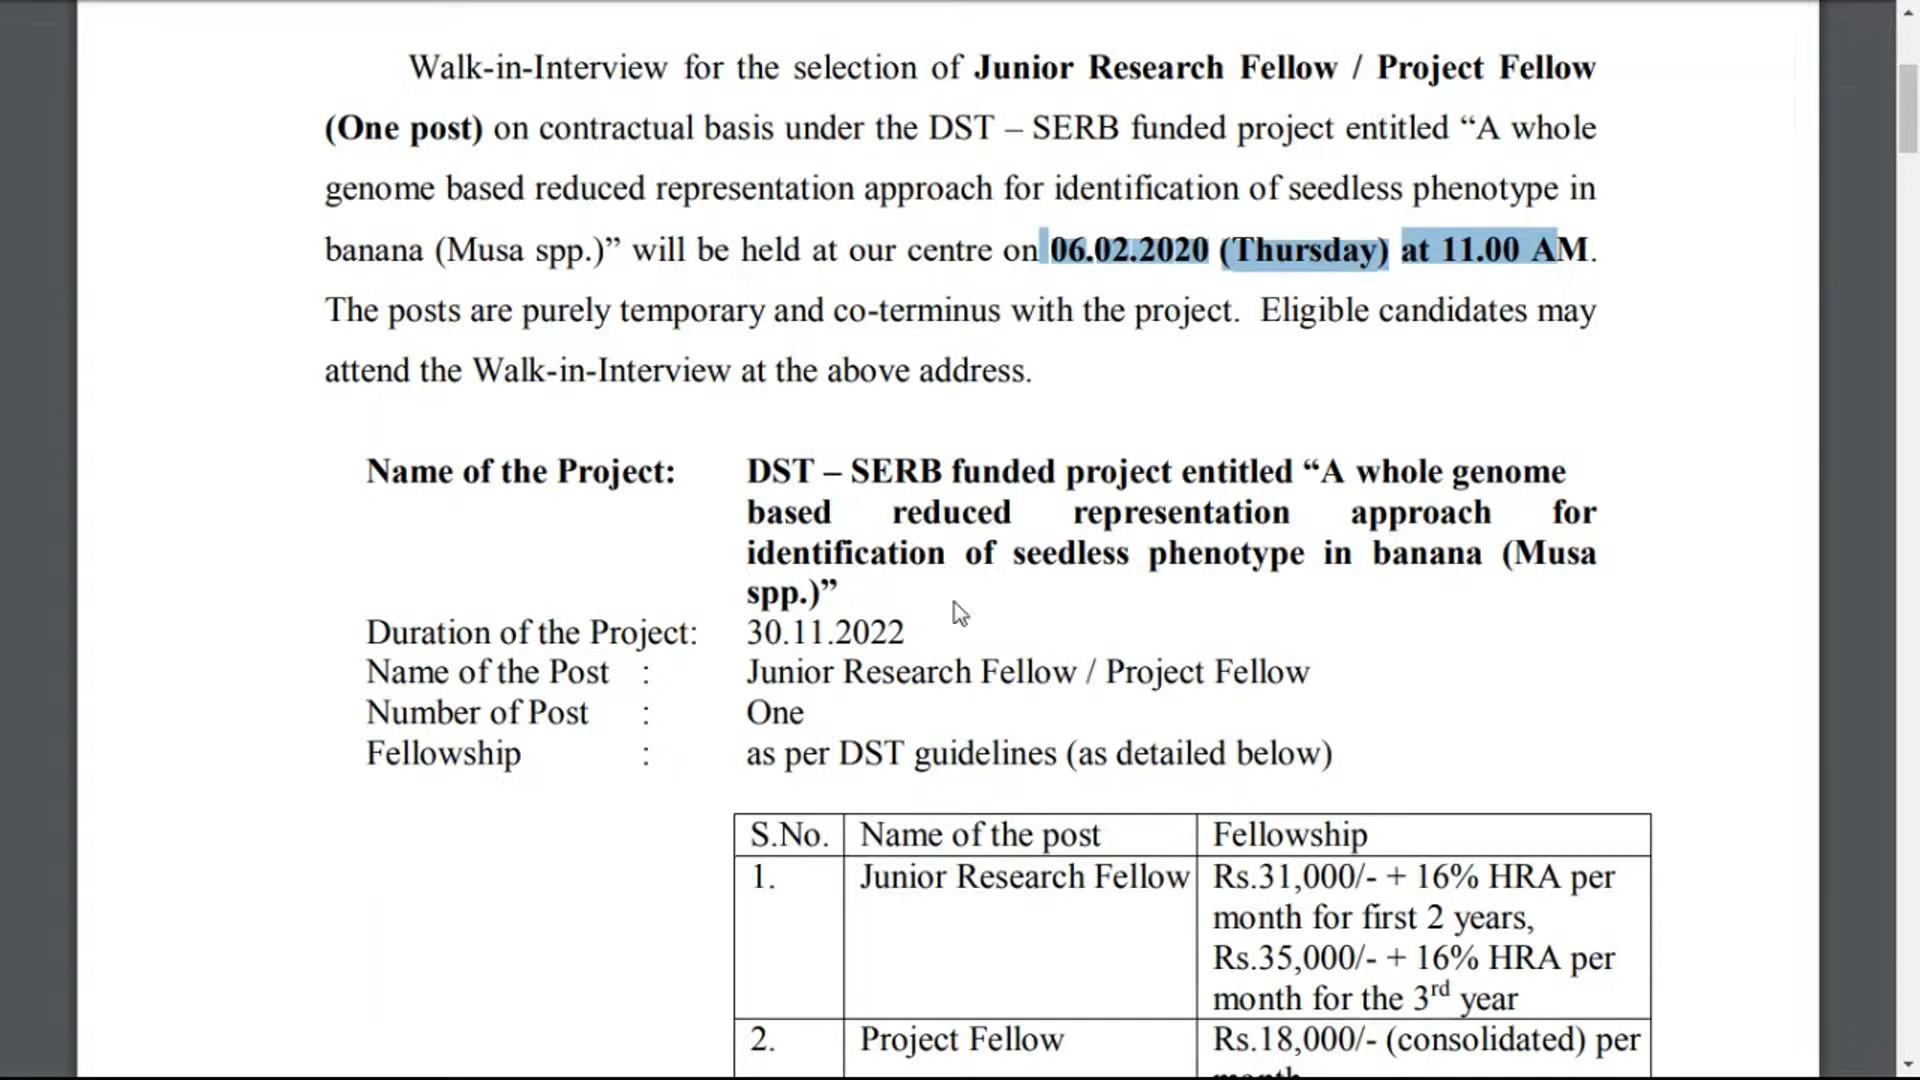 Walk-in-Interview for the selection of Junior Research Fellow / Project Fellow
(One post) on contractual basis under the DST – SERB funded project entitled “A whole
genome based reduced representation approach for identification of seedless phenotype in
banana (Musa spp.)” will be held at our centre on 06.02.2020 (Thursday) at 11.00 AM.
The posts are purely temporary and co-terminus with the project. Eligible candidates may
attend the Walk-in-Interview at the above address.
Name of the Project: DST – SERB funded project entitled “A whole genome
based reduced representation approach for
identification of seedless phenotype in banana (Musa
spp.)”
Duration of the Project: 30.11.2022
Name of the Post : Junior Research Fellow / Project Fellow
Number of Post : One
Fellowship : as per DST guidelines (as detailed below)
S.No. Name of the post Fellowship
1. Junior Research Fellow Rs.31,000/- + 16% HRA per
month for first 2 years,
Rs.35,000/- + 16% HRA per
month for the 3rd year
2. Project Fellow Rs.18,000/- (consolidated) per